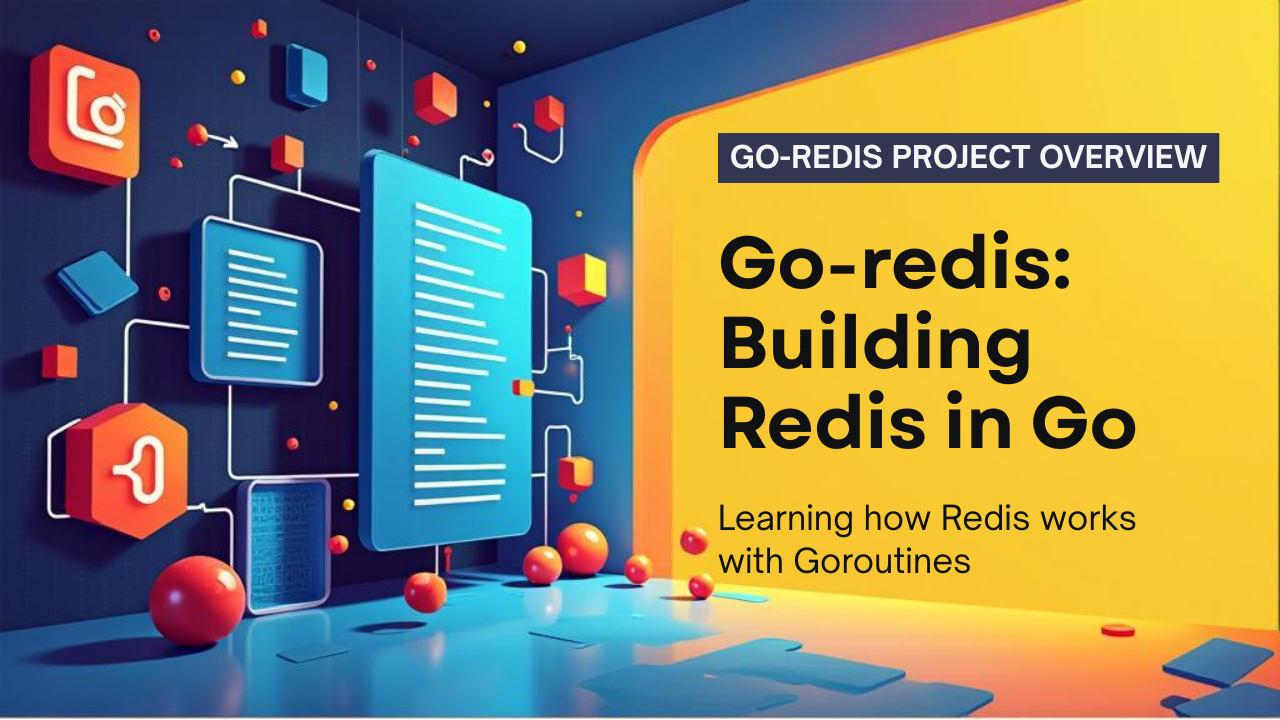 GO-REDIS PROJECT OVERVIEW
Go-redis:
Building
Redis in Go
Learning how Redis works
with Goroutines